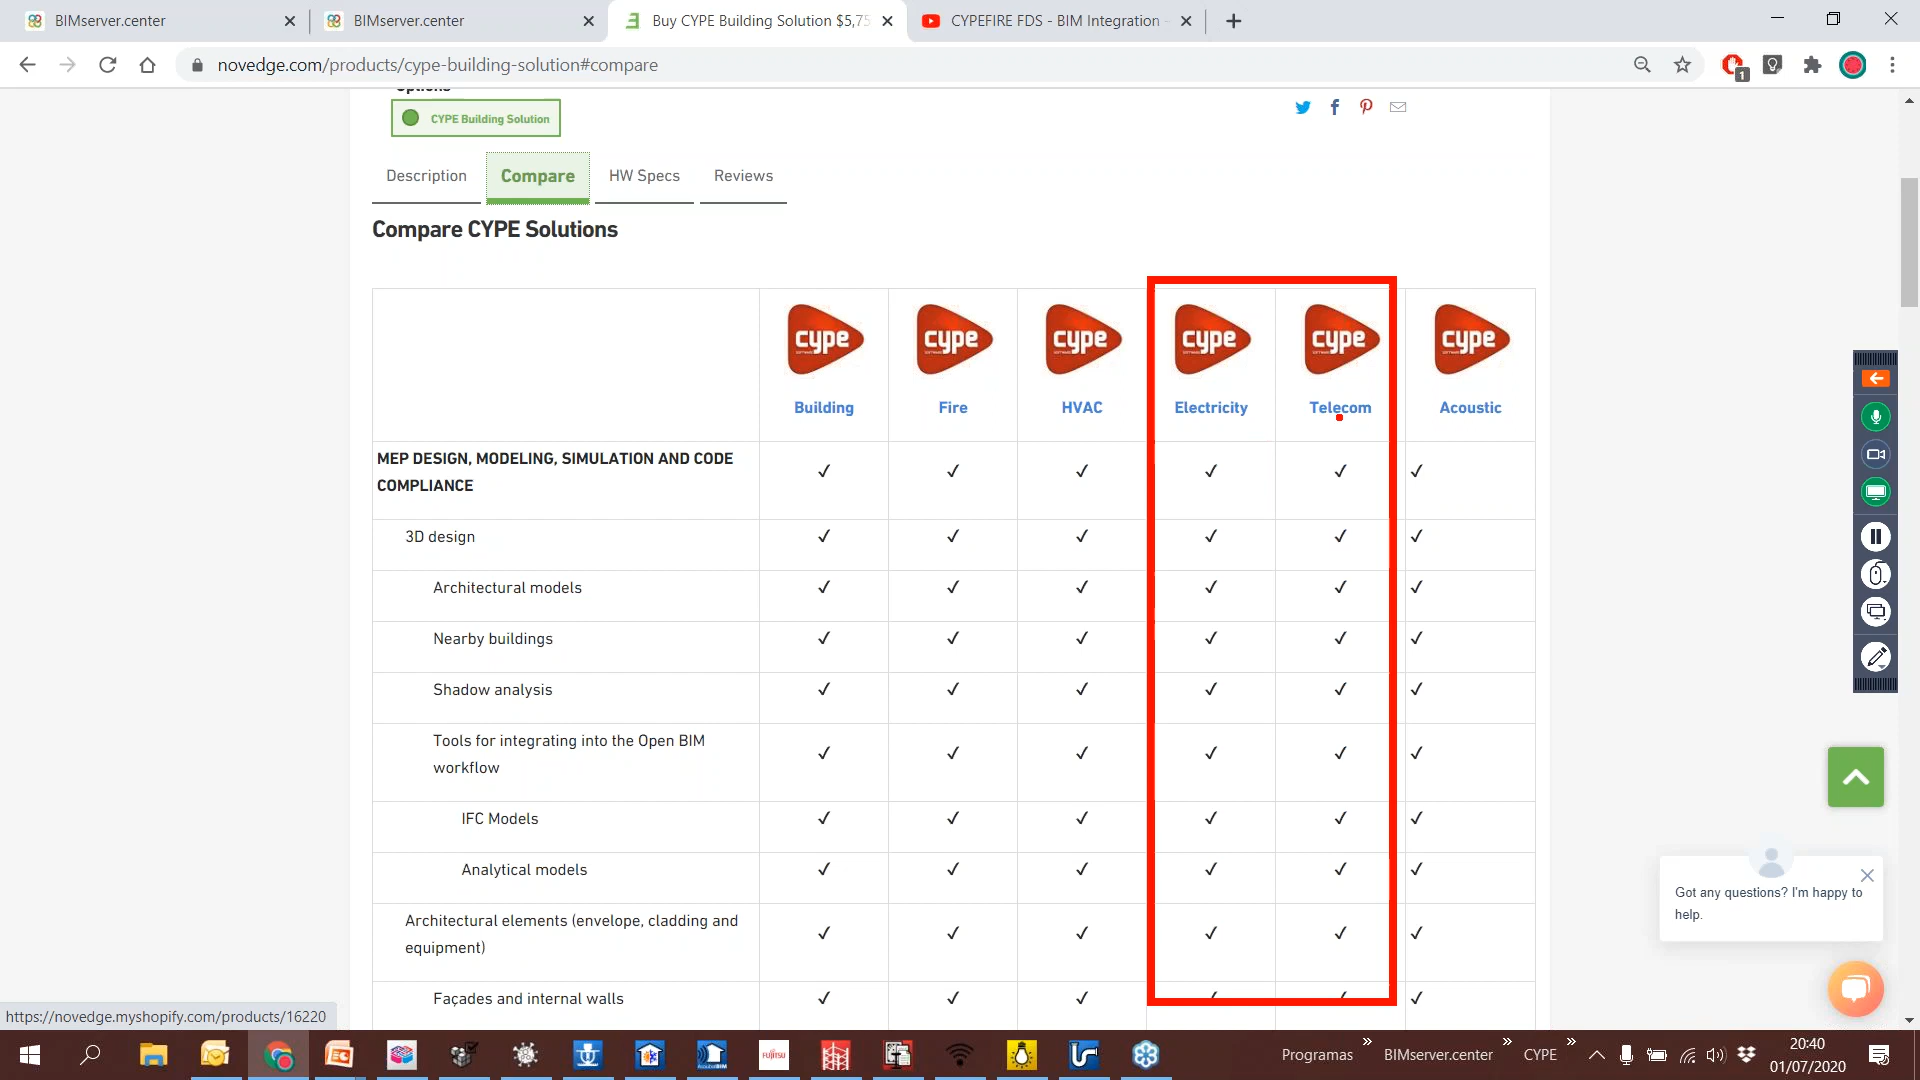 BIMserver.center
BIMserver.center
Buy CYPE Building Solution $5,75
CYPEFIRE FDS - BIM Integration -
novedge.com/products/cype-building-solution#compare
1
Options
CYPE Building Solution
Description
Compare
HW Specs
Reviews
Compare CYPE Solutions
cype cype cype cype cype cype
Building Fire HVAC Electricity Telecom Acoustic
MEP DESIGN, MODELING, SIMULATION AND CODE
COMPLIANCE
✓ ✓ ✓ ✓ ✓ ✓
3D design ✓ ✓ ✓ ✓ ✓ ✓
Architectural models ✓ ✓ ✓ ✓ ✓ ✓
Nearby buildings ✓ ✓ ✓ ✓ ✓ ✓
Shadow analysis ✓ ✓ ✓ ✓ ✓ ✓
Tools for integrating into the Open BIM
workflow
✓ ✓ ✓ ✓ ✓ ✓
IFC Models ✓ ✓ ✓ ✓ ✓ ✓
Analytical models ✓ ✓ ✓ ✓ ✓ ✓
Architectural elements (envelope, cladding and
equipment)
✓ ✓ ✓ ✓ ✓ ✓
Façades and internal walls ✓ ✓ ✓ ✓ ✓ ✓
Got any questions? I'm happy to
help.
https://novedge.myshopify.com/products/16220
FUJITSU
Programas
BIMserver.center
CYPE
20:40
01/07/2020